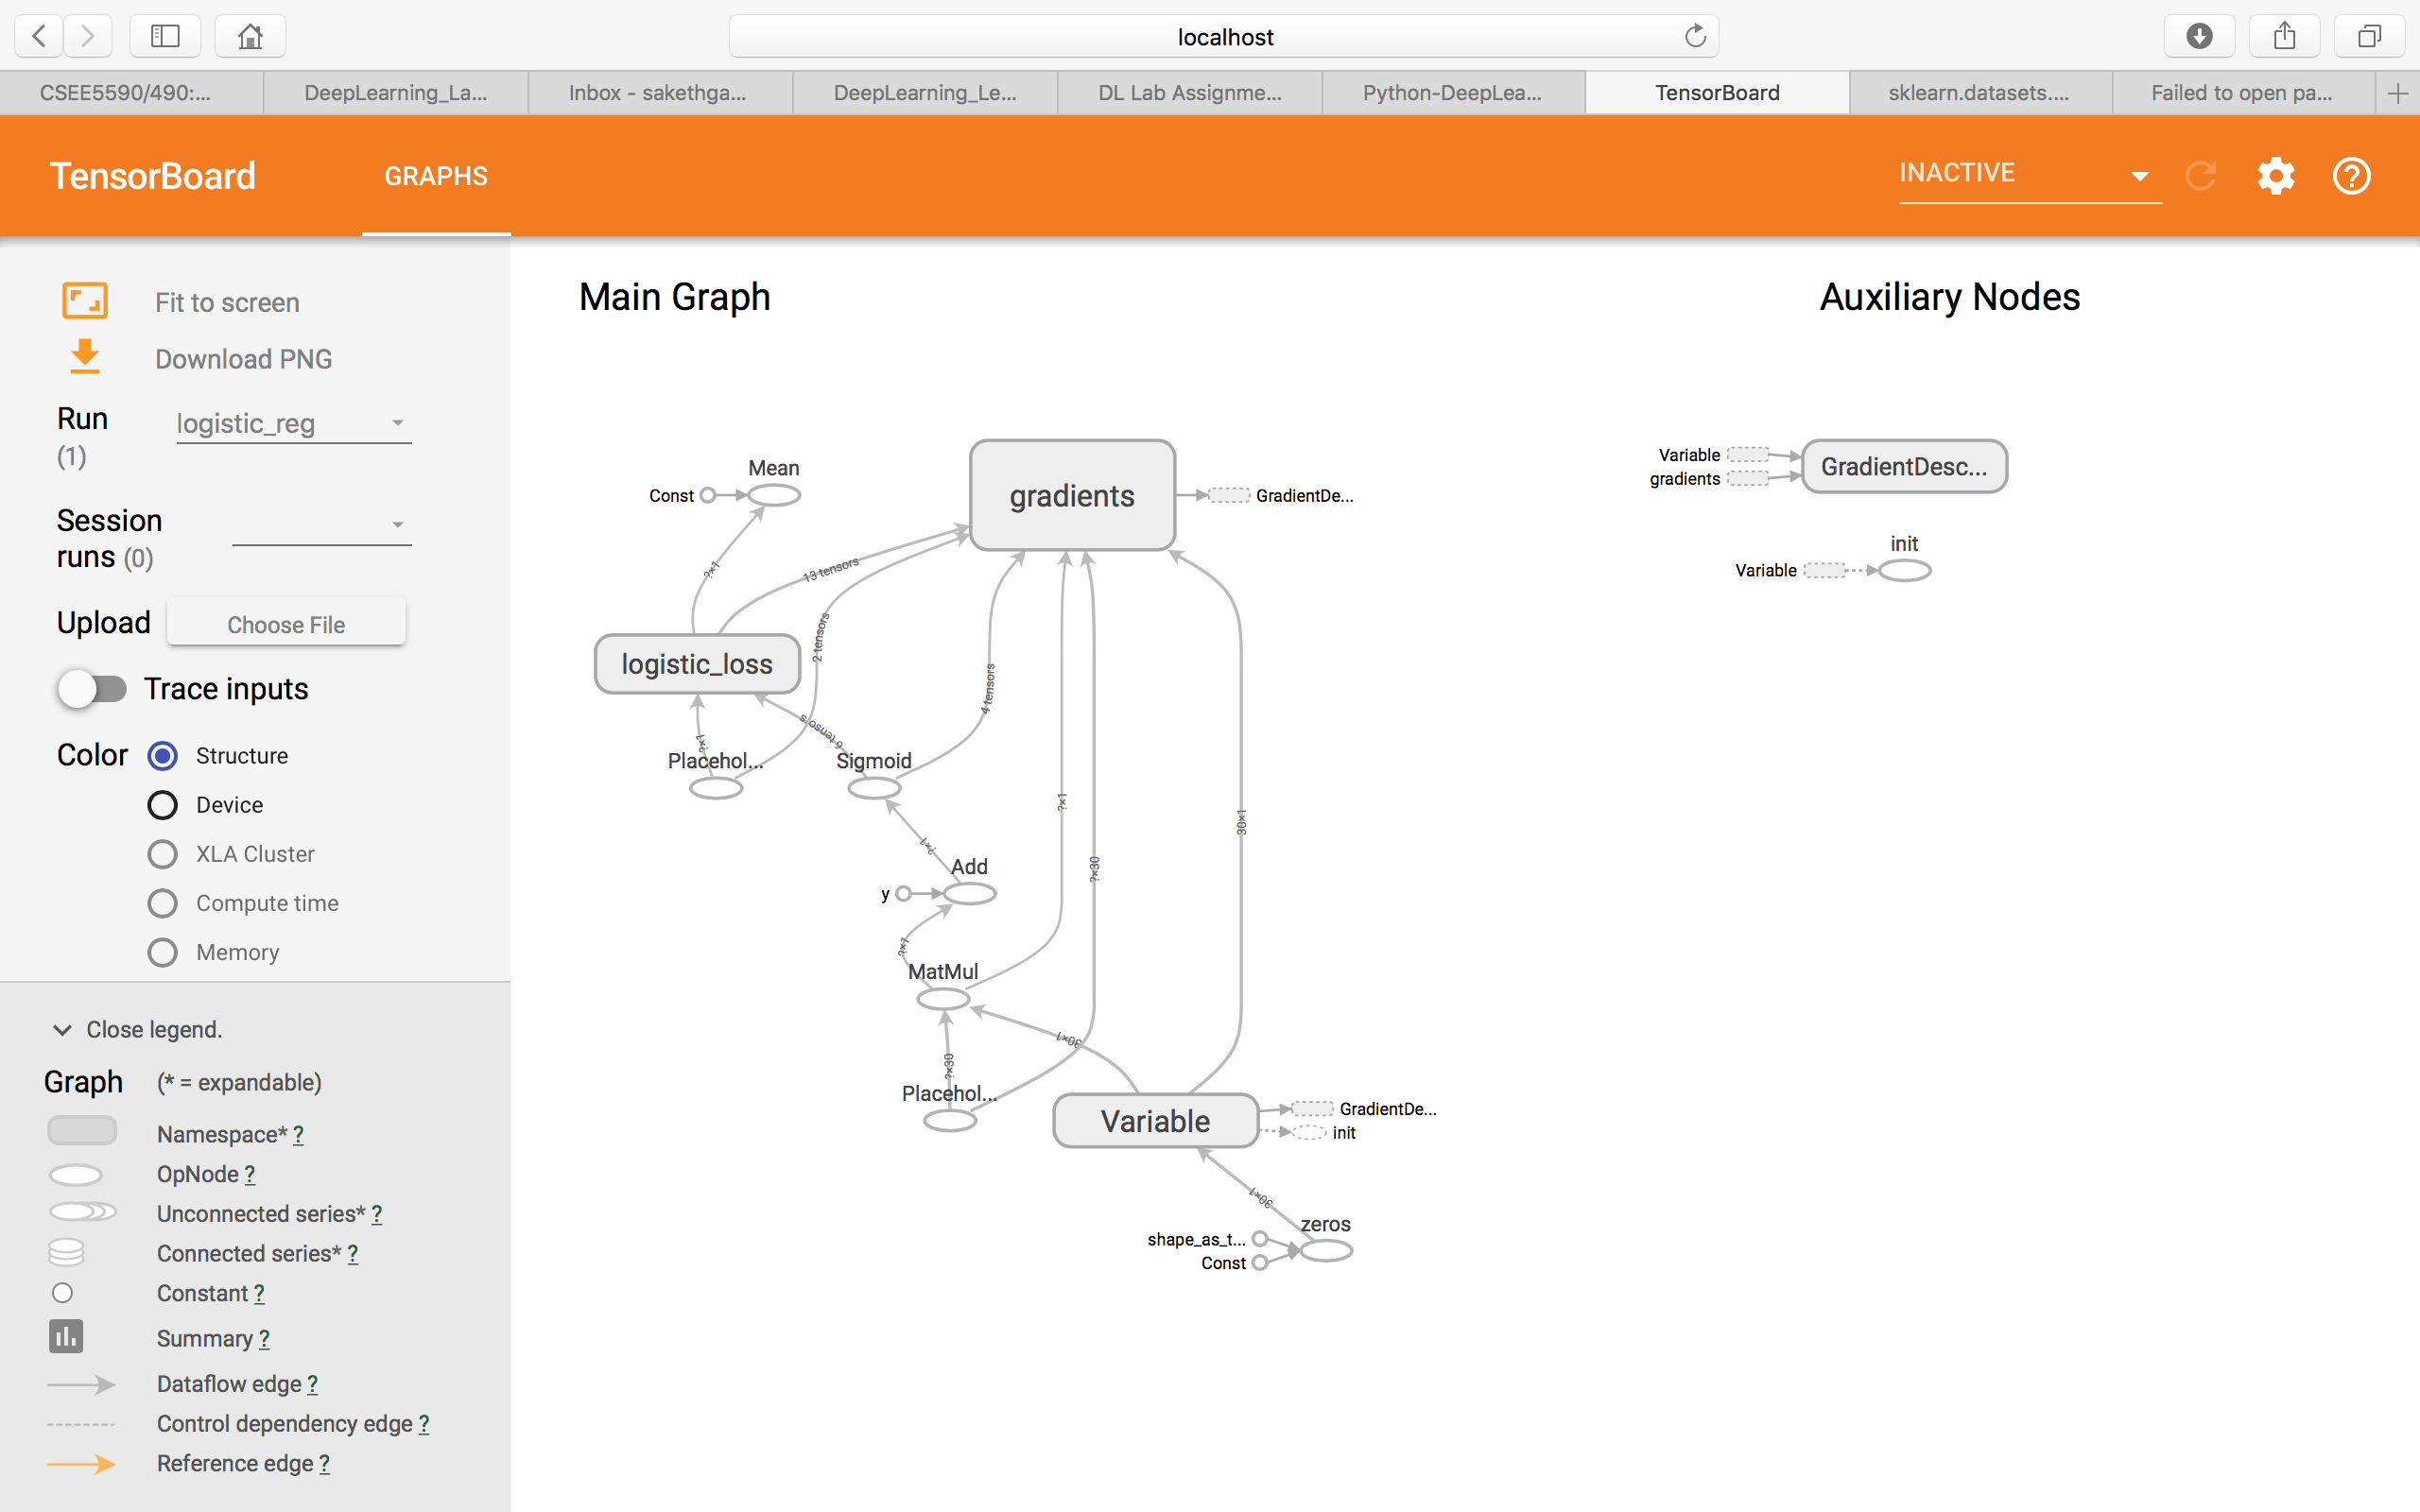 localhost
CSEE5590/490:...
DeepLearning_La...
Inbox - sakethga...
DeepLearning_Le...
DL Lab Assignme...
Python-DeepLea...
TensorBoard
sklearn.datasets....
Failed to open pa...
TensorBoard
GRAPHS
INACTIVE
Fit to screen
Download PNG
Run
(1)
logistic_reg
Session
runs (0)
Upload
Choose File
Trace inputs
Color
Structure
Device
XLA Cluster
Compute time
Memory
Close legend.
Graph
(* = expandable)
Namespace* ?
OpNode ?
Unconnected series* ?
Connected series* ?
Constant ?
Summary ?
Dataflow edge ?
Control dependency edge ?
Reference edge ?
Main Graph
Mean
Const
gradients
GradientDe...
?×1
13 tensors
2 tensors
logistic_loss
4 tensors
?×1
6 tensors
Placehol...
Sigmoid
?×1
30×1
?×1
Add
y
?×30
?×1
MatMul
30×1
?×30
Placehol...
Variable
GradientDe...
init
30×1
zeros
shape_as_t...
Const
Auxiliary Nodes
Variable
gradients
GradientDesc...
init
Variable